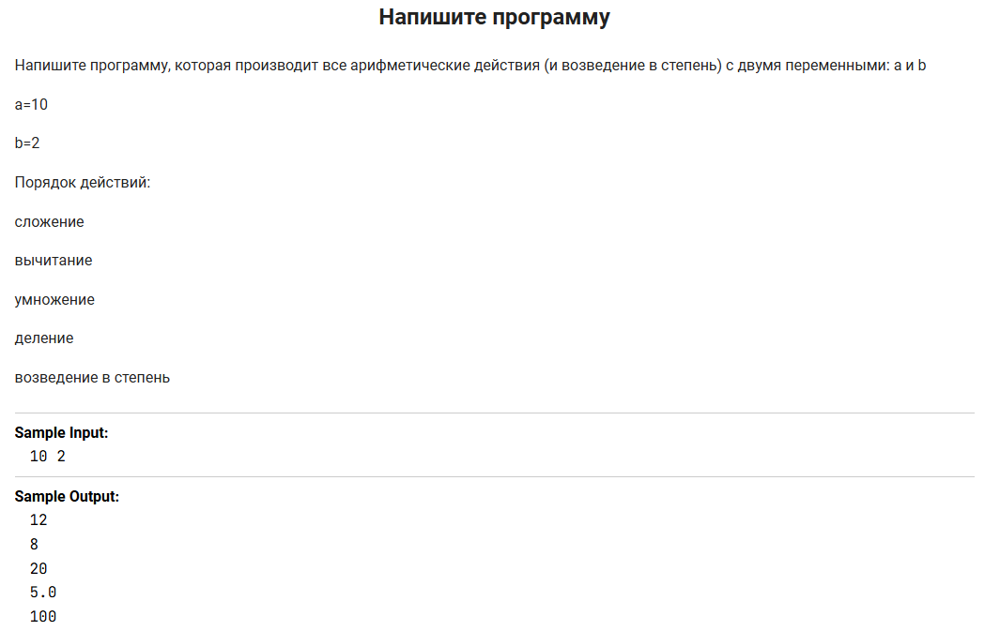 Напишите программу
Напишите программу, которая производит все арифметические действия (и возведение в степень) с двумя переменными: a и b
a=10
b=2
Порядок действий:
сложение
вычитание
умножение
деление
возведение в степень
Sample Input:
10 2
Sample Output:
12
8
20
5.0
100